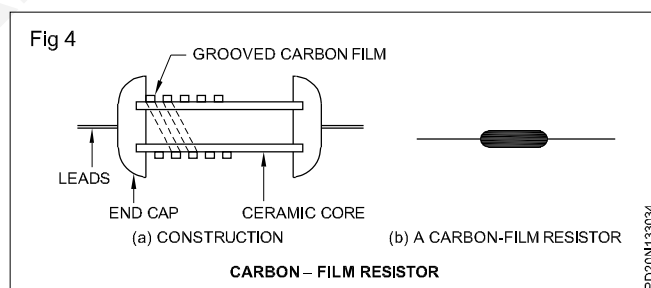 Fig 4
GROOVED CARBON FILM
LEADS
END CAP
CERAMIC CORE
(a) CONSTRUCTION
(b) A CARBON-FILM RESISTOR
CARBON – FILM RESISTOR